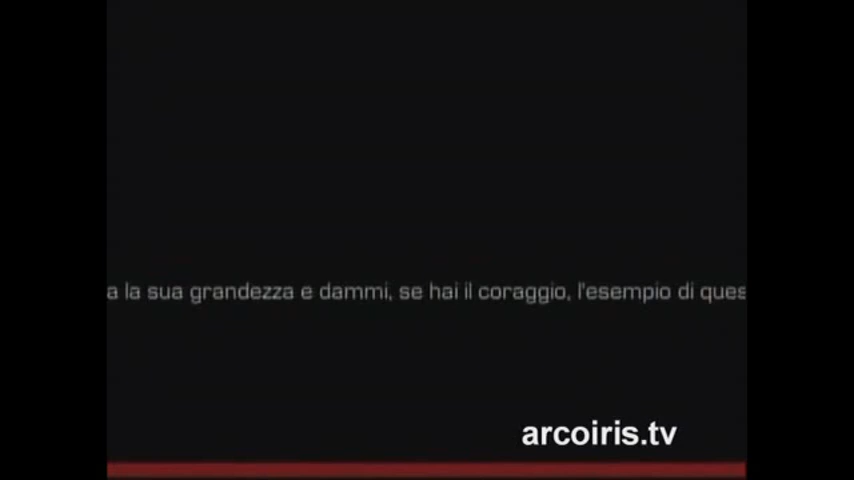 a la sua grandezza e dammi, se hai il coraggio, l'esempio di ques
arcoiris.tv